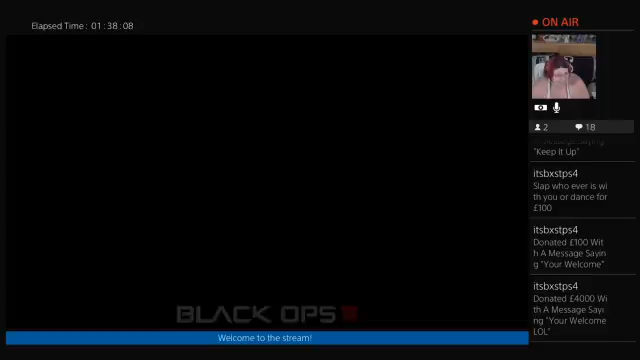 Elapsed Time : 01 : 38 : 08
ON AIR
2
18
"Keep It Up"
itsbxstps4
Slap who ever is wi
th you or dance for
£100
itsbxstps4
Donated £100 Wit
h A Message Sayin
g "Your Welcome"
itsbxstps4
Donated £4000 Wi
th A Message Sayi
ng "Your Welcome
LOL"
BLACK OPS
Welcome to the stream!